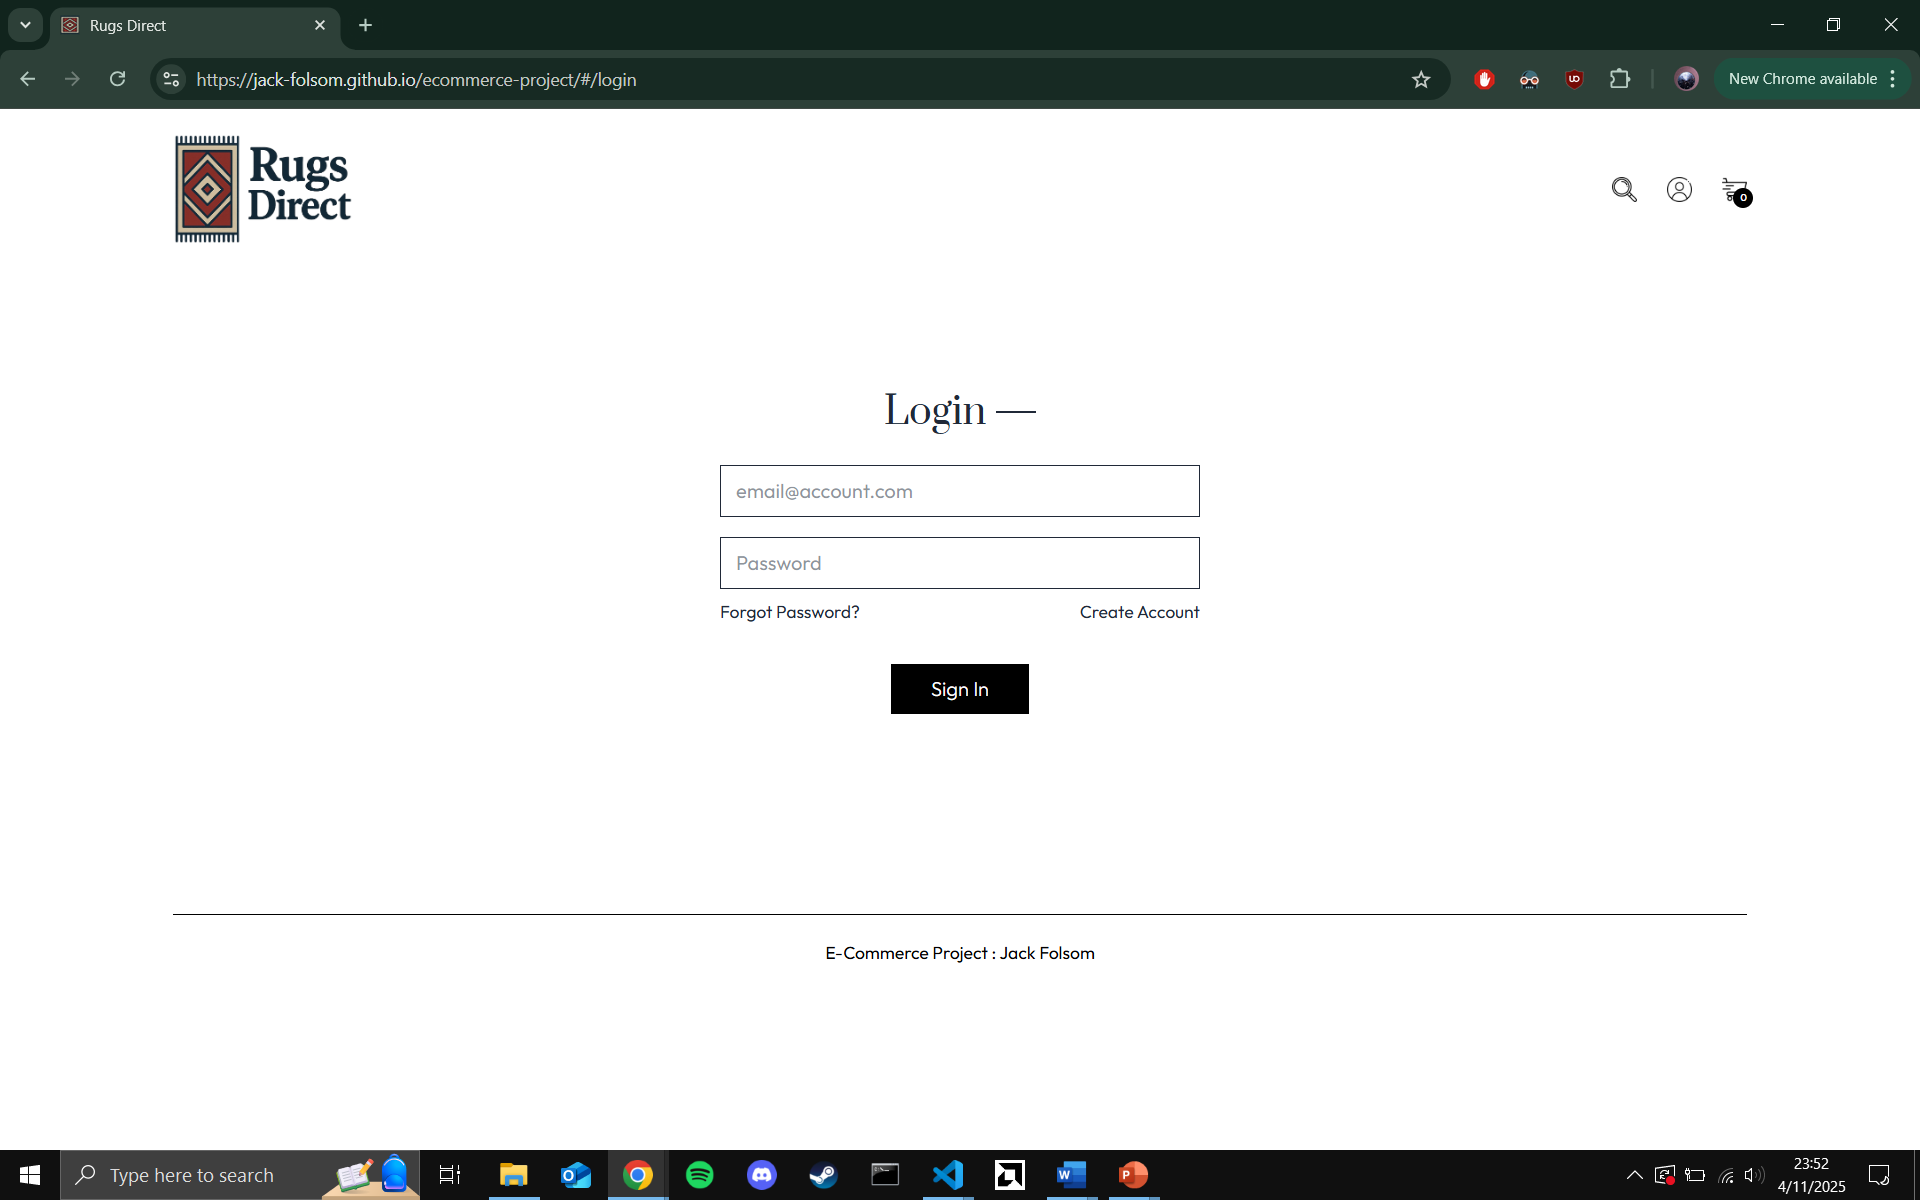 Rugs Direct
https://jack-folsom.github.io/ecommerce-project/#/login
UD
New Chrome available
Rugs
Direct
0
Login
email@account.com
Password
Forgot Password?
Create Account
Sign In
E-Commerce Project : Jack Folsom
Type here to search
23:52
4/11/2025